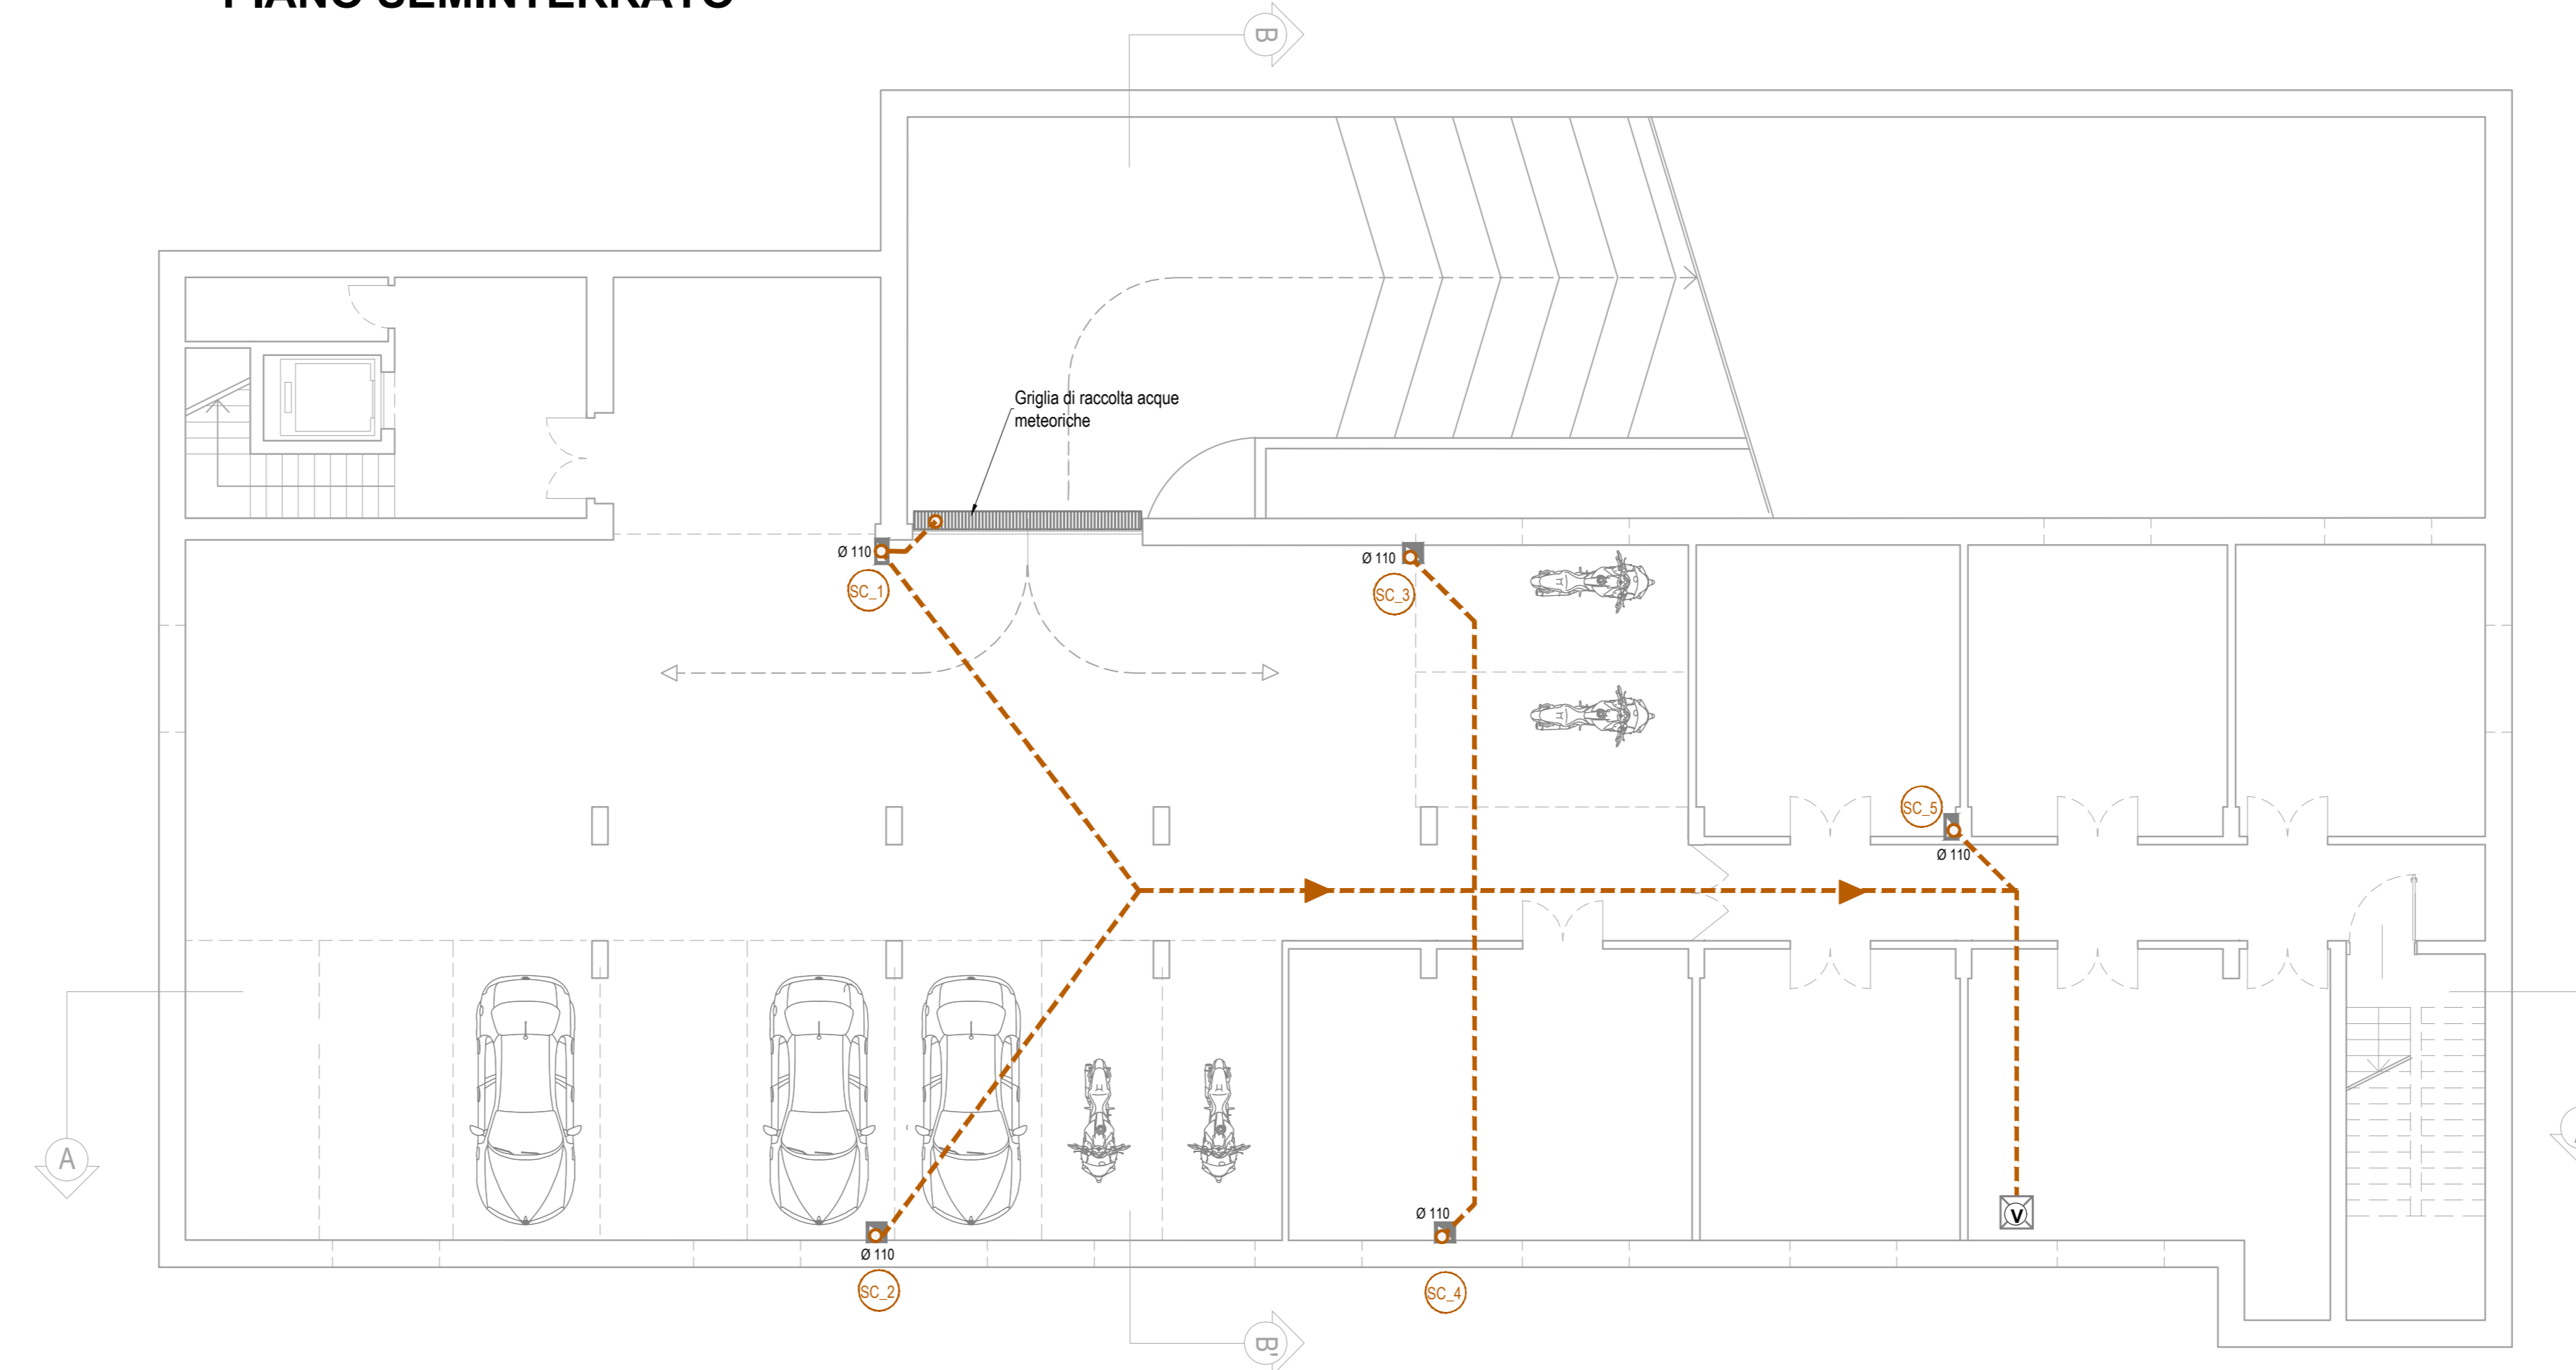 PIANO SEMINTERRATO
B
Griglia di raccolta acque
meteoriche
Ø 110
SC_1
Ø 110
SC_3
SC_5
Ø 110
A
V
Ø 110
Ø 110
SC_2
SC_4
B'